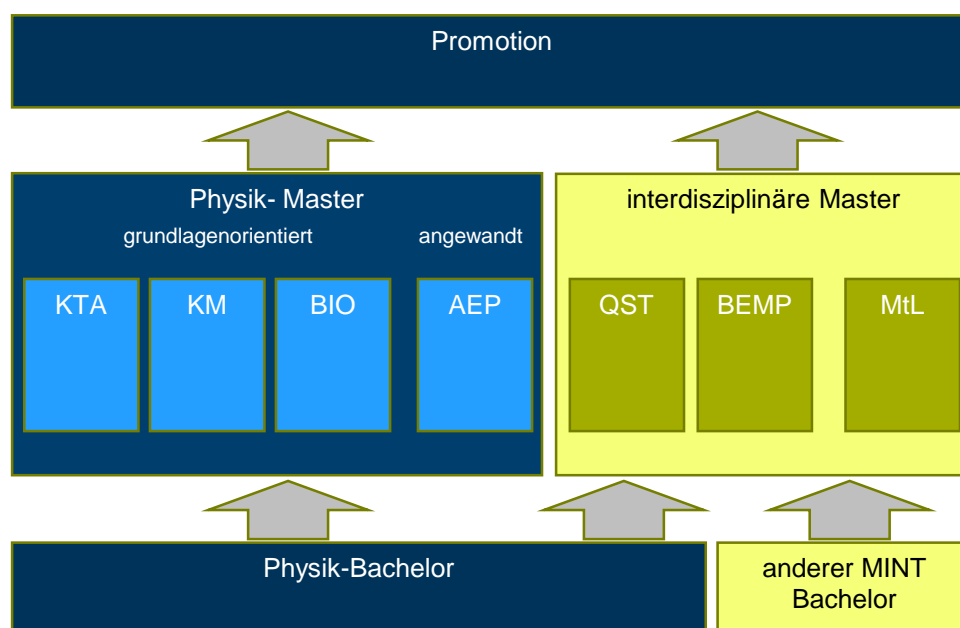 Promotion
Physik- Master
grundlagenorientiert
angewandt
KTA
KM
BIO
AEP
interdisziplinäre Master
QST
BEMP
MtL
Physik-Bachelor
anderer MINT
Bachelor